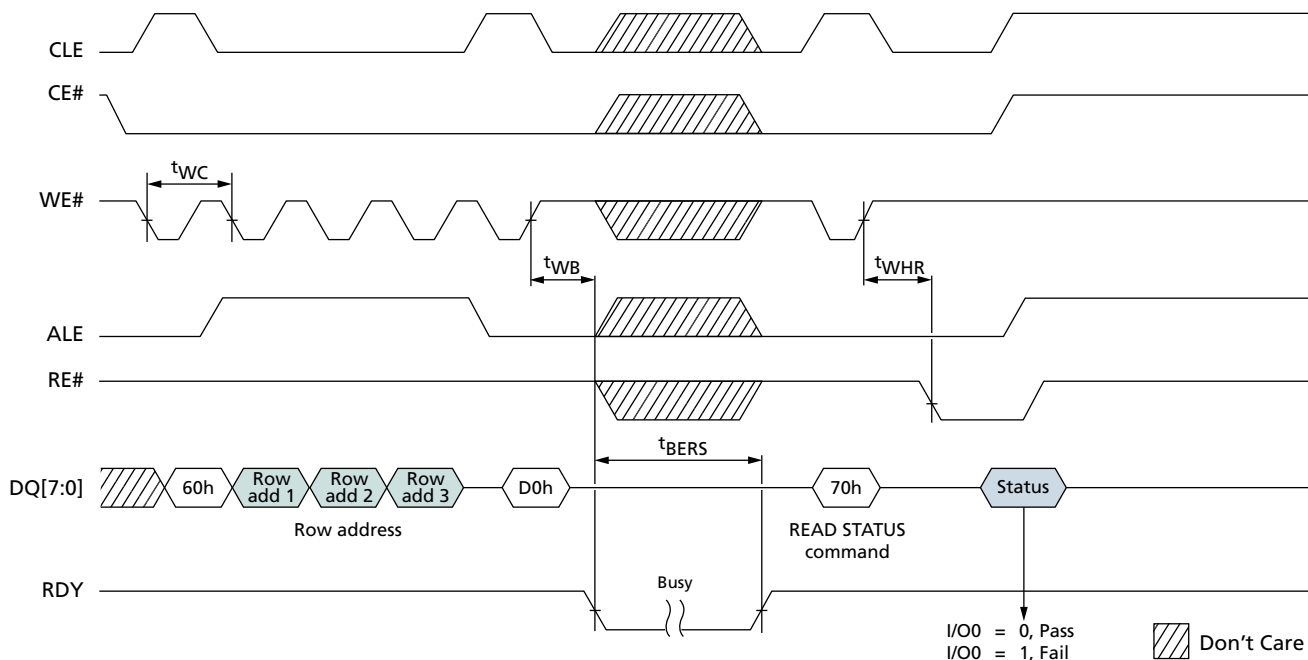 CLE
CE#
tWC
WE#
tWB
tWHR
ALE
RE#
tBERS
DQ[7:0]
60h
Row
add 1
Row
add 2
Row
add 3
D0h
70h
Status
Row address
READ STATUS
command
RDY
Busy
I/O0 = 0, Pass
I/O0 = 1, Fail
Don't Care